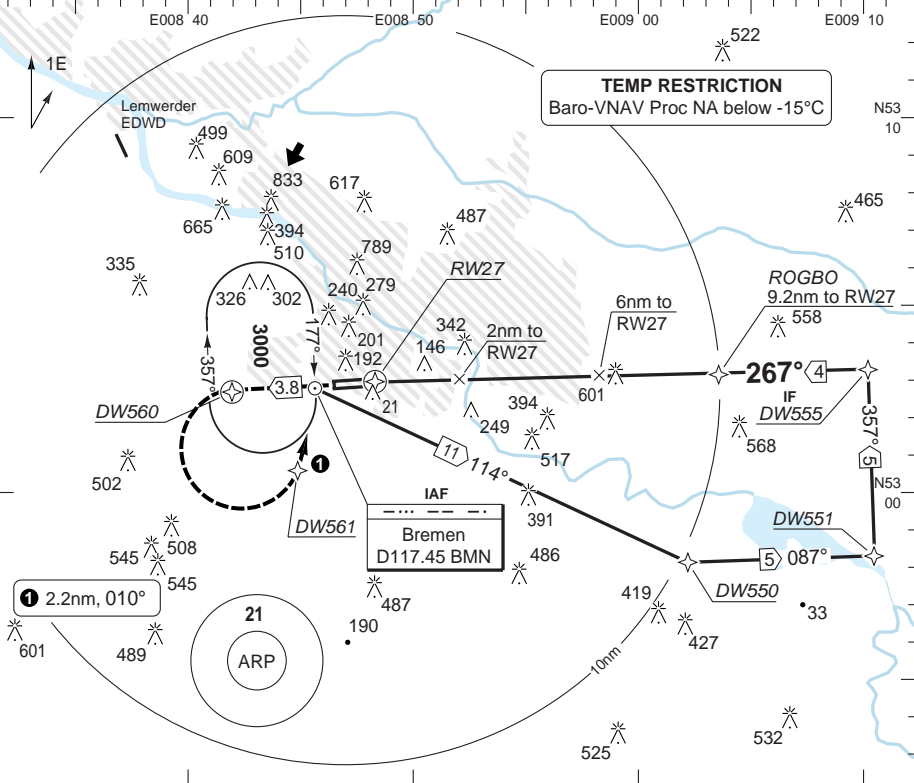 E008 40
E008 50
E009 00
E009 10
1E
522
TEMP RESTRICTION
Baro-VNAV Proc NA below -15°C
N53
10
Lemwerder
EDWD
499
609
833
617
665
394
510
487
465
789
335
326
302
240
279
RW27
6nm to
RW27
ROGBO
9.2nm to RW27
558
3000
177°
357°
201
192
342
146
2nm to
RW27
3.8
601
267°
4
IF
DW555
DW560
21
249
394
517
568
357°
5
11
114°
502
1
IAF
Bremen
D117.45 BMN
391
N53
00
DW561
DW551
508
545
545
486
5
087°
DW550
1 2.2nm, 010°
487
419
33
601
489
21
190
427
ARP
10nm
525
532